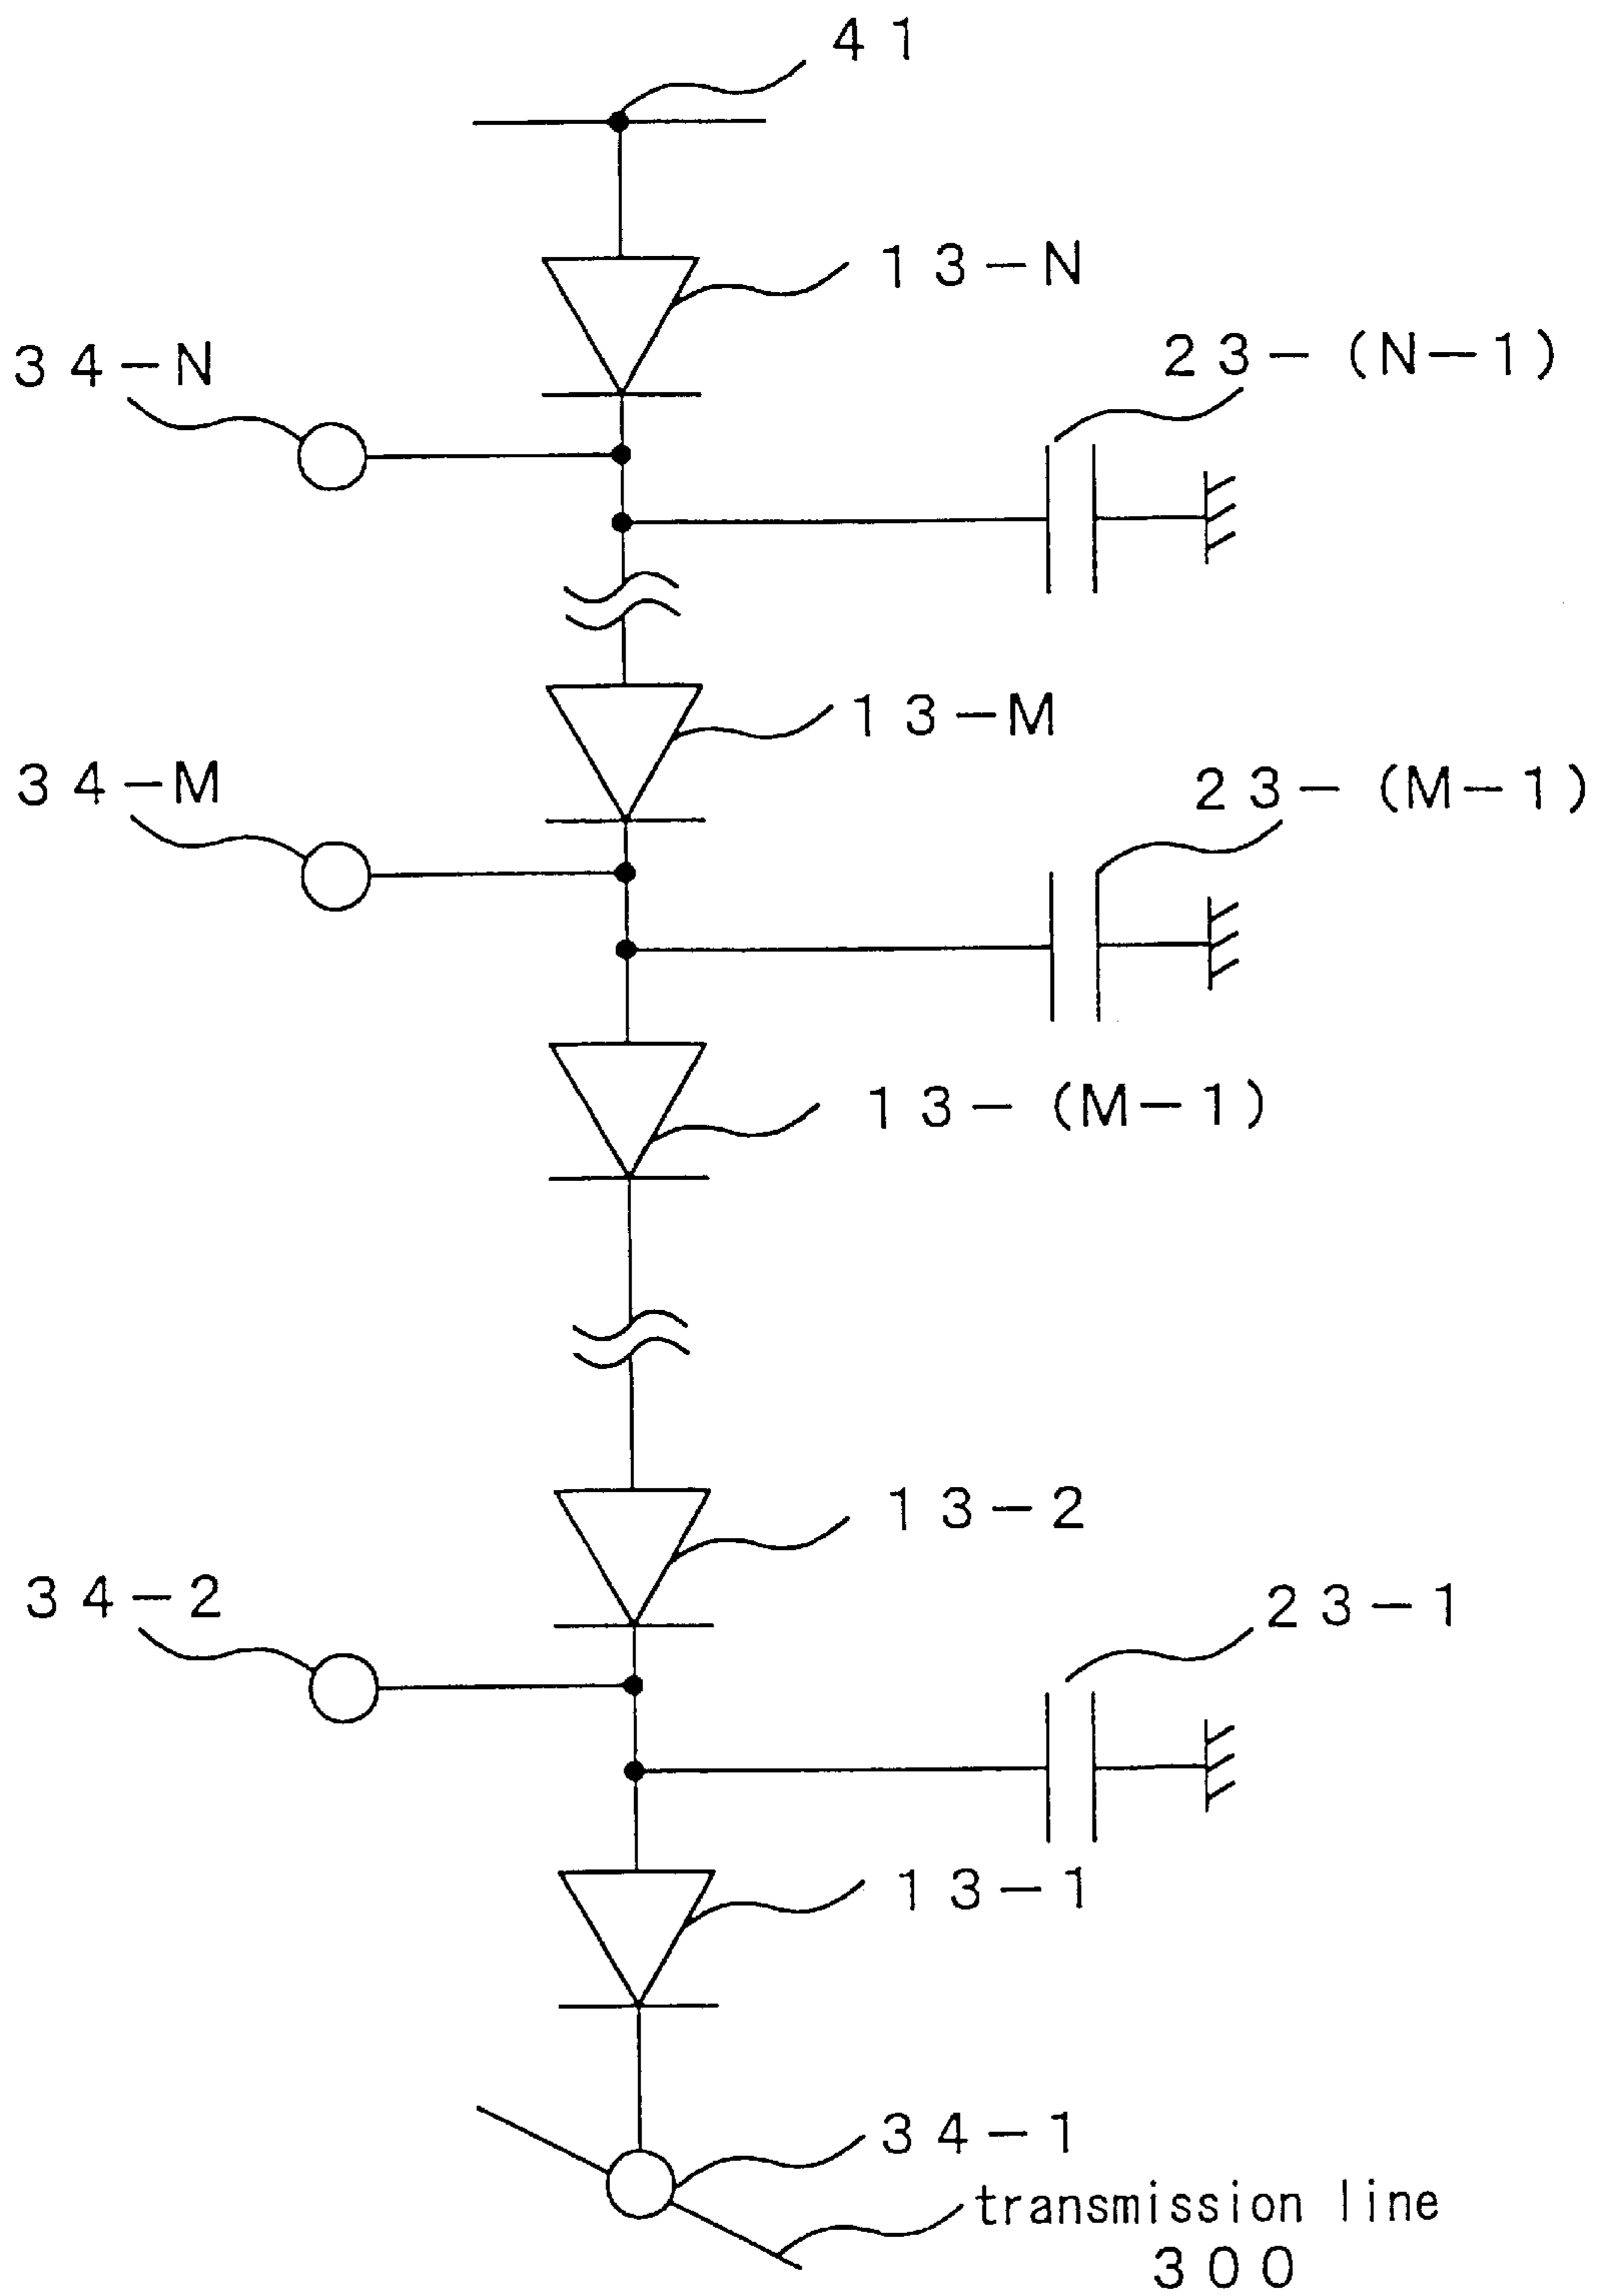 41
13-N
34-N
23-(N-1)
13-M
34-M
23-(M-1)
13-(M-1)
13-2
34-2
23-1
13-1
34-1
transmission line
300